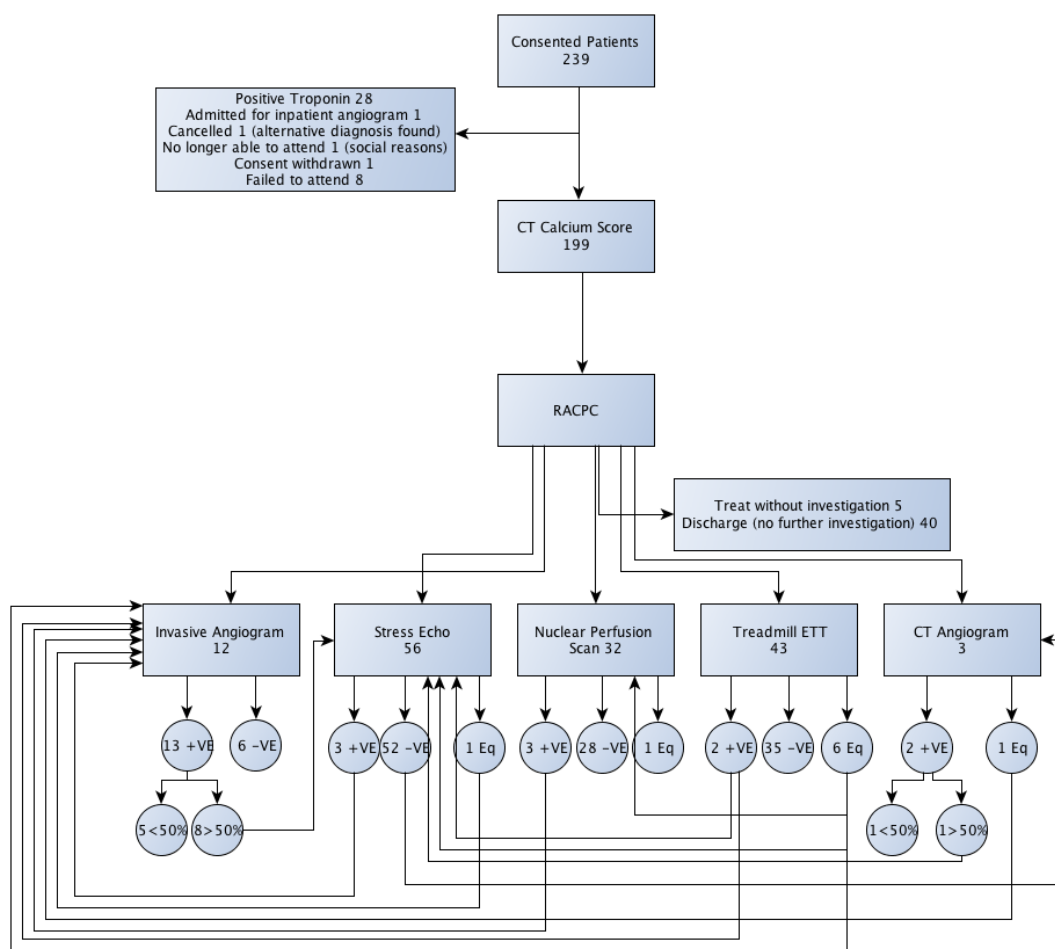 Consented Patients
239
Positive Troponin 28
Admitted for inpatient angiogram 1
Cancelled 1 (alternative diagnosis found)
No longer able to attend 1 (social reasons)
Consent withdrawn 1
Failed to attend 8
CT Calcium Score
199
RACPC
Treat without investigation 5
Discharge (no further investigation) 40
Invasive Angiogram
12
Stress Echo
56
Nuclear Perfusion
Scan 32
Treadmill ETT
43
CT Angiogram
3
13 +VE
6 –VE
3 +VE
52 –VE
1 Eq
3 +VE
28 –VE
1 Eq
2 +VE
35 –VE
6 Eq
2 +VE
1 Eq
5<50%
8>50%
1<50%
1>50%